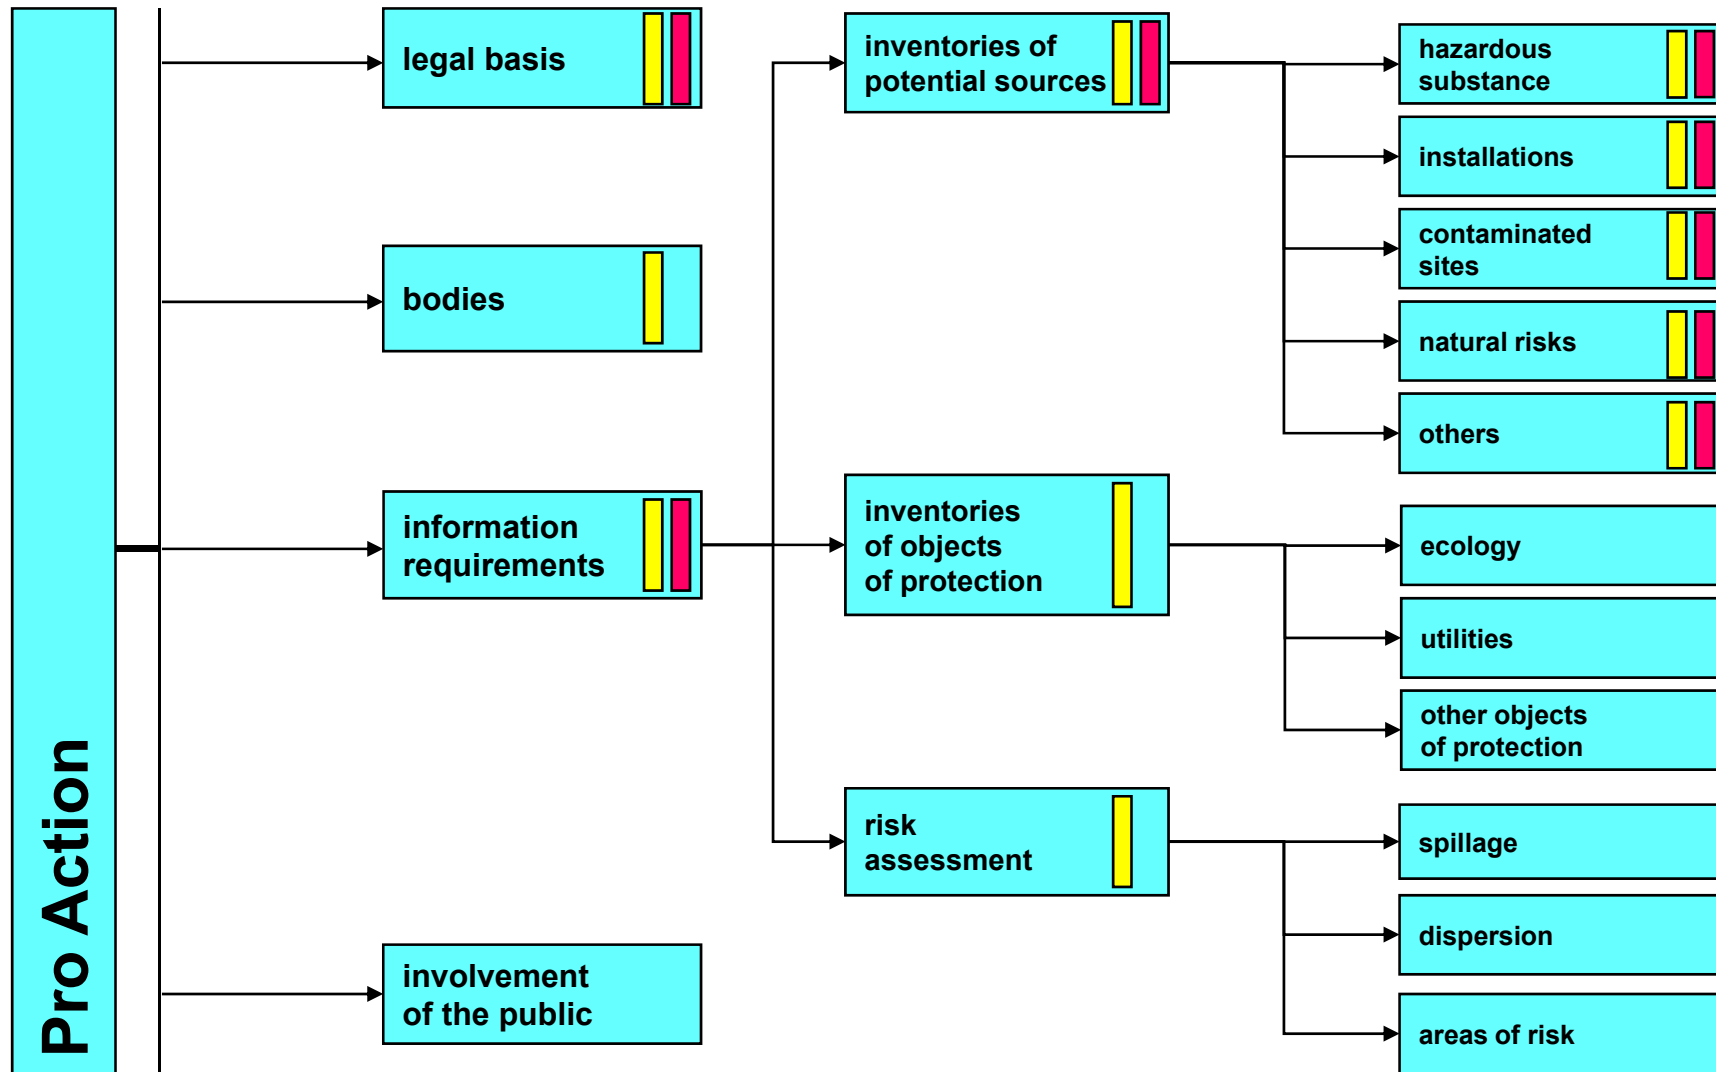 Pro Action
legal basis
bodies
information
requirements
involvement
of the public
inventories of
potential sources
inventories
of objects
of protection
risk
assessment
hazardous
substance
installations
contaminated
sites
natural risks
others
ecology
utilities
other objects
of protection
spillage
dispersion
areas of risk